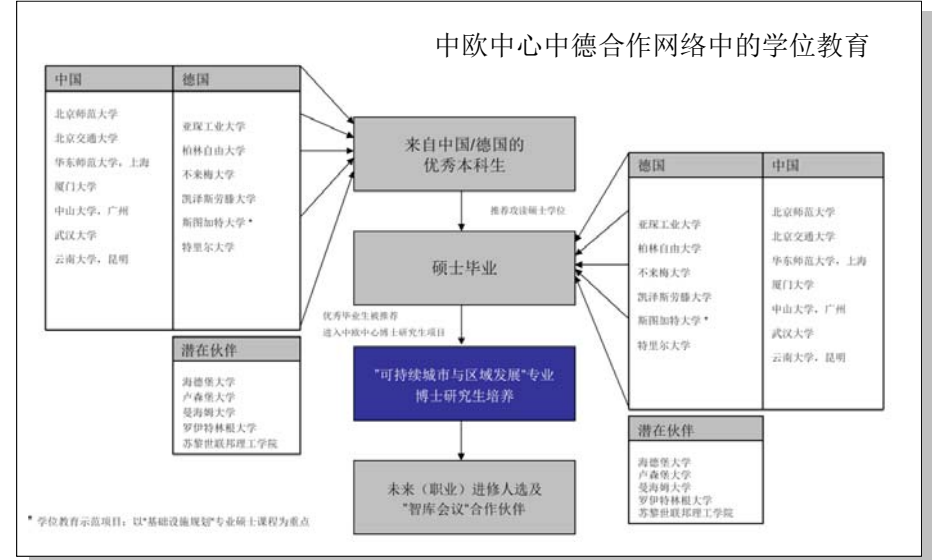 中欧中心中德合作网络中的学位教育
中国
德国
北京师范大学
北京交通大学
华东师范大学，上海
厦门大学
中山大学，广州
武汉大学
云南大学，昆明
亚琛工业大学
柏林自由大学
不来梅大学
凯泽斯劳滕大学
斯图加特大学*
特里尔大学
潜在伙伴
海德堡大学
卢森堡大学
曼海姆大学
罗伊特林根大学
苏黎世联邦理工学院
来自中国/德国的
优秀本科生
推荐攻读硕士学位
硕士毕业
优秀毕业生被推荐
进入中欧中心博士研究生项目
"可持续城市与区域发展"专业
博士研究生培养
未来（职业）进修人选及
"智库会议"合作伙伴
德国
中国
亚琛工业大学
柏林自由大学
不来梅大学
凯泽斯劳滕大学
斯图加特大学*
特里尔大学
北京师范大学
北京交通大学
华东师范大学，上海
厦门大学
中山大学，广州
武汉大学
云南大学，昆明
潜在伙伴
海德堡大学
卢森堡大学
曼海姆大学
罗伊特林根大学
苏黎世联邦理工学院
* 学位教育示范项目：以"基础设施规划"专业硕士课程为重点